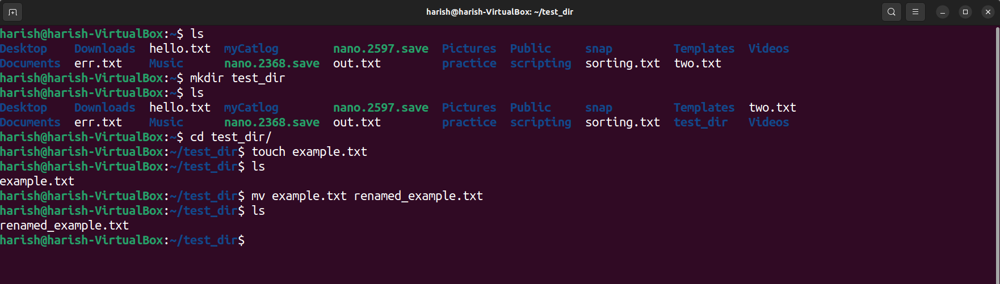 harish@harish-VirtualBox: ~/test_dir
harish@harish-VirtualBox:~$ ls
Desktop Downloads hello.txt myCatlog nano.2597.save Pictures Public snap Templates Videos
Documents err.txt Music nano.2368.save out.txt practice scripting sorting.txt two.txt
harish@harish-VirtualBox:~$ mkdir test_dir
harish@harish-VirtualBox:~$ ls
Desktop Downloads hello.txt myCatlog nano.2597.save Pictures Public snap Templates two.txt
Documents err.txt Music nano.2368.save out.txt practice scripting sorting.txt test_dir Videos
harish@harish-VirtualBox:~$ cd test_dir/
harish@harish-VirtualBox:~/test_dir$ touch example.txt
harish@harish-VirtualBox:~/test_dir$ ls
example.txt
harish@harish-VirtualBox:~/test_dir$ mv example.txt renamed_example.txt
harish@harish-VirtualBox:~/test_dir$ ls
renamed_example.txt
harish@harish-VirtualBox:~/test_dir$